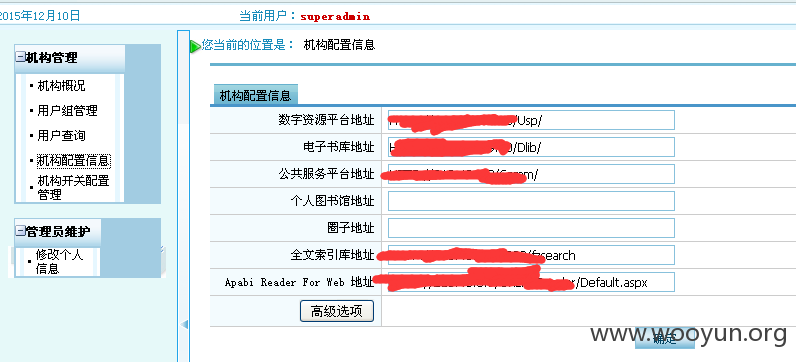 2015年12月10日 当前用户：superadmin
您当前的位置是： 机构配置信息
机构管理
机构概况
用户组管理
用户查询
机构配置信息
机构开关配置
管理
管理员维护
修改个人
信息
机构配置信息
数字资源平台地址 /Usp/
电子书库地址 /Dlib/
公共服务平台地址
个人图书馆地址
圈子地址
全文索引库地址 search
Apabi Reader For Web 地址 /Default.aspx
高级选项
确定
www.wooyun.org